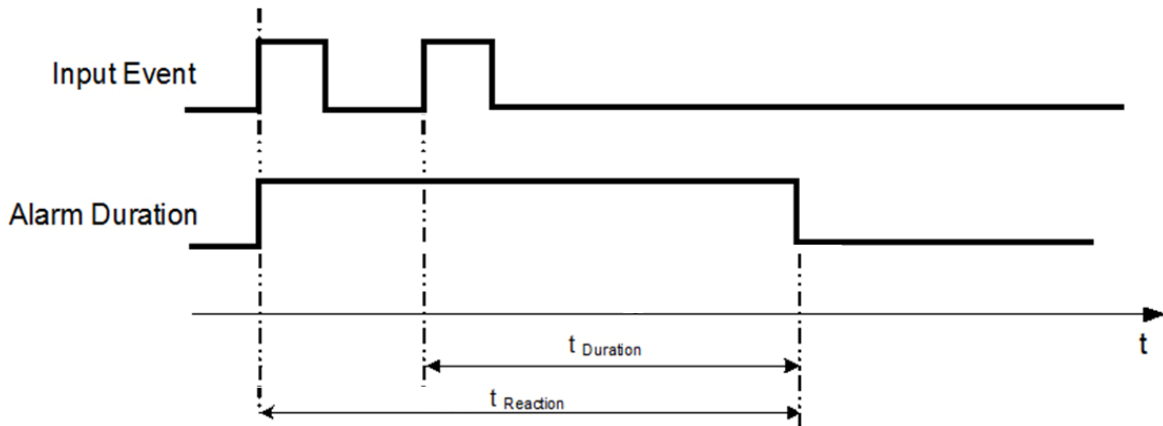 Input Event
Alarm Duration
t
t Duration
t Reaction